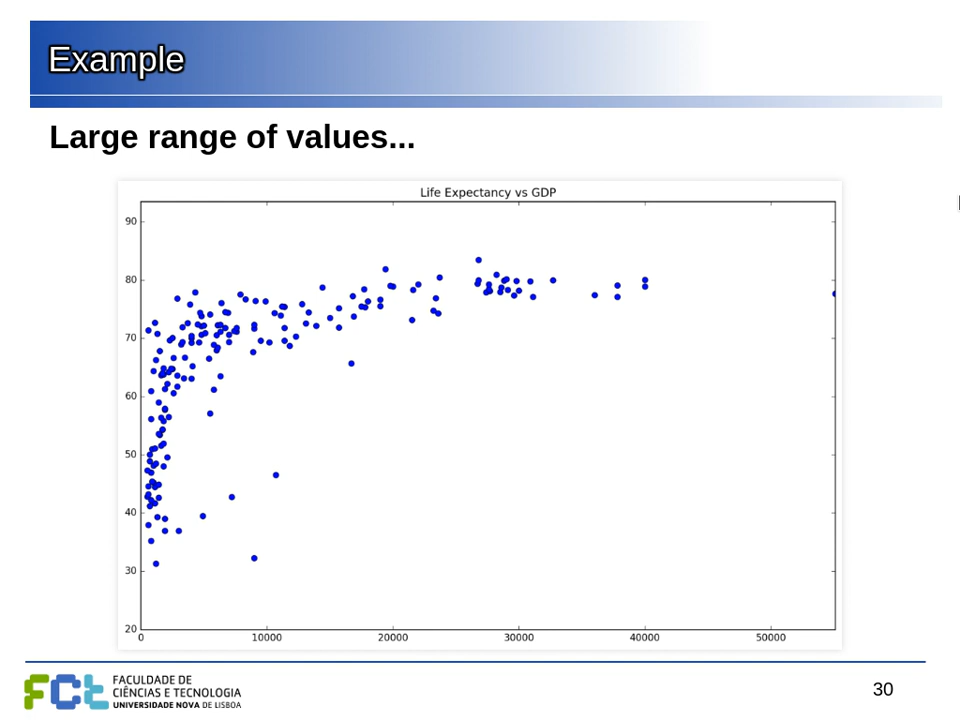 Example
Large range of values...
Life Expectancy vs GDP
90
80
70
60
50
40
30
20
0 10000 20000 30000 40000 50000
FCt
FACULDADE DE
CIÊNCIAS E TECNOLOGIA
UNIVERSIDADE NOVA DE LISBOA
30